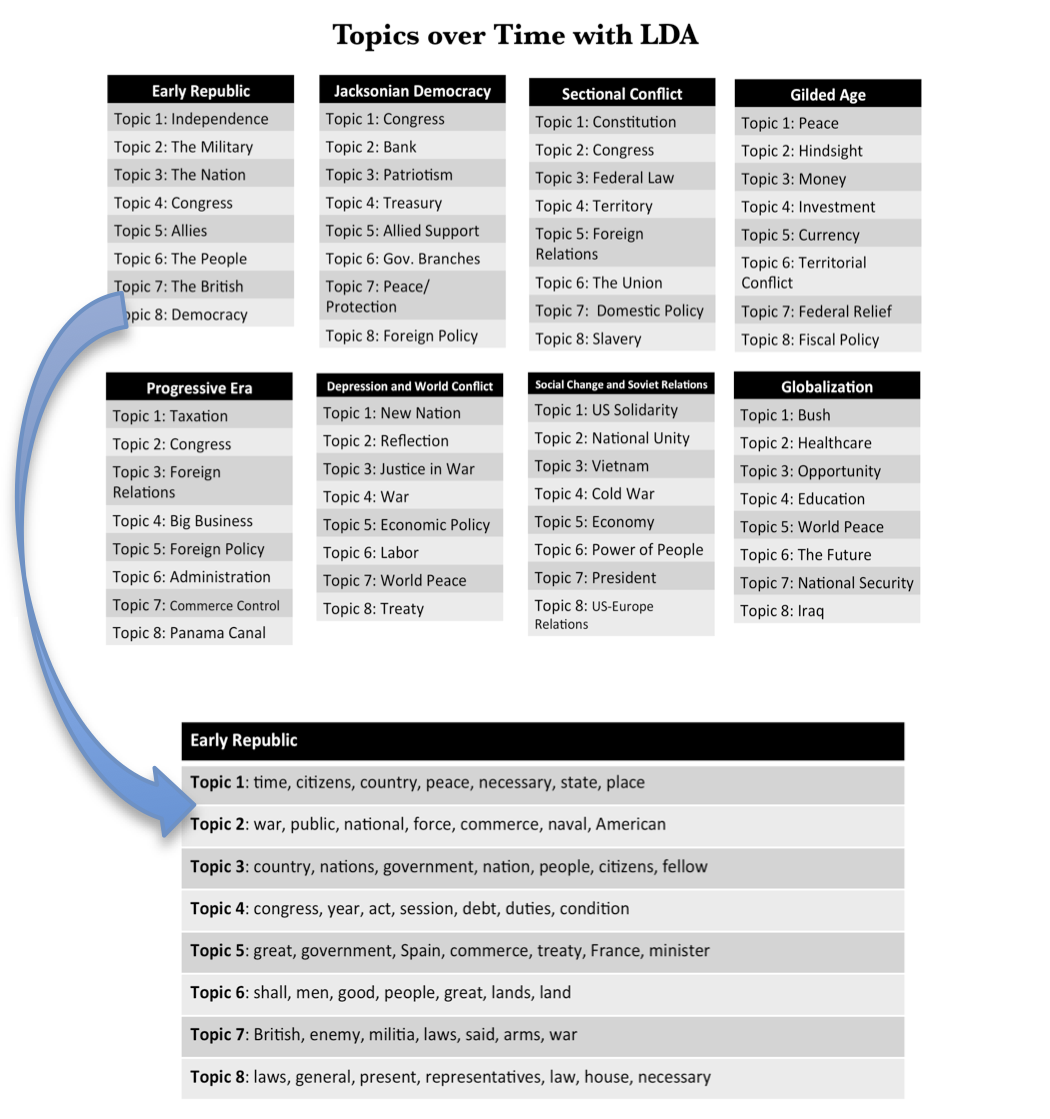 Topics over Time with LDA
Early Republic
Topic 1: Independence
Topic 2: The Military
Topic 3: The Nation
Topic 4: Congress
Topic 5: Allies
Topic 6: The People
Topic 7: The British
opic 8: Democracy
Jacksonian Democracy
Topic 1: Congress
Topic 2: Bank
Topic 3: Patriotism
Topic 4: Treasury
Topic 5: Allied Support
Topic 6: Gov. Branches
Topic 7: Peace/
Protection
Topic 8: Foreign Policy
Sectional Conflict
Topic 1: Constitution
Topic 2: Congress
Topic 3: Federal Law
Topic 4: Territory
Topic 5: Foreign
Relations
Topic 6: The Union
Topic 7: Domestic Policy
Topic 8: Slavery
Gilded Age
Topic 1: Peace
Topic 2: Hindsight
Topic 3: Money
Topic 4: Investment
Topic 5: Currency
Topic 6: Territorial
Conflict
Topic 7: Federal Relief
Topic 8: Fiscal Policy
Progressive Era
Topic 1: Taxation
Topic 2: Congress
Topic 3: Foreign
Relations
Topic 4: Big Business
Topic 5: Foreign Policy
Topic 6: Administration
Topic 7: Commerce Control
Topic 8: Panama Canal
Depression and World Conflict
Topic 1: New Nation
Topic 2: Reflection
Topic 3: Justice in War
Topic 4: War
Topic 5: Economic Policy
Topic 6: Labor
Topic 7: World Peace
Topic 8: Treaty
Social Change and Soviet Relations
Topic 1: US Solidarity
Topic 2: National Unity
Topic 3: Vietnam
Topic 4: Cold War
Topic 5: Economy
Topic 6: Power of People
Topic 7: President
Topic 8: US-Europe
Relations
Globalization
Topic 1: Bush
Topic 2: Healthcare
Topic 3: Opportunity
Topic 4: Education
Topic 5: World Peace
Topic 6: The Future
Topic 7: National Security
Topic 8: Iraq
Early Republic
Topic 1: time, citizens, country, peace, necessary, state, place
Topic 2: war, public, national, force, commerce, naval, American
Topic 3: country, nations, government, nation, people, citizens, fellow
Topic 4: congress, year, act, session, debt, duties, condition
Topic 5: great, government, Spain, commerce, treaty, France, minister
Topic 6: shall, men, good, people, great, lands, land
Topic 7: British, enemy, militia, laws, said, arms, war
Topic 8: laws, general, present, representatives, law, house, necessary